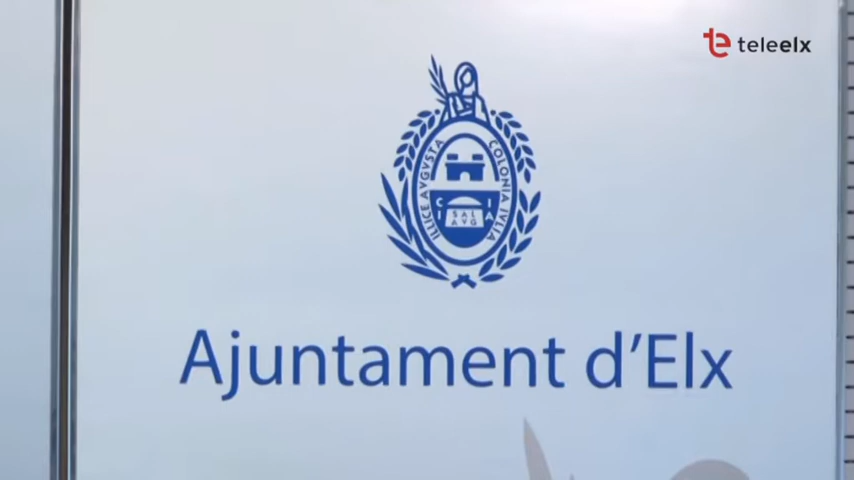 teleelx
COLONIA IVLIA
ILLICE AVGVSTA
C I
I A
SAL
AVG
Ajuntament d'Elx